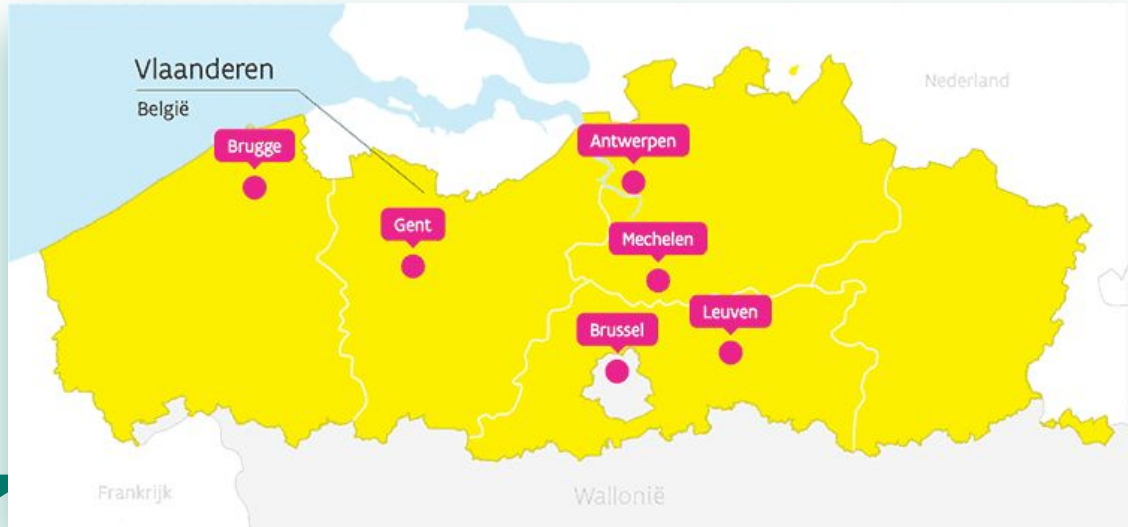 Vlaanderen
België
Nederland
Brugge
Antwerpen
Gent
Mechelen
Leuven
Brussel
Frankrijk
Wallonië